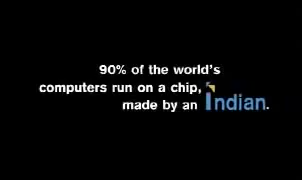 90% of the world's
computers run on a chip,
made by an Indian.